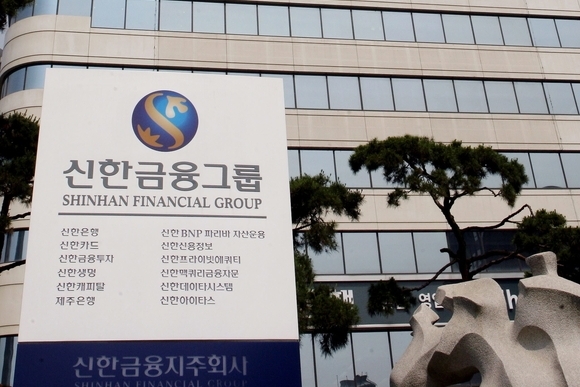 신한금융그룹
SHINHAN FINANCIAL GROUP
신한은행
신한카드
신한금융투자
신한생명
신한캐피탈
제주은행
신한BNP 파리바 자산운용
신한신용정보
신한프라이빗에쿼티
신한맥쿼리금융자문
신한데이타시스템
신한아이타스
신한금융지주회사
SHINHAN FINANCIAL GROUP